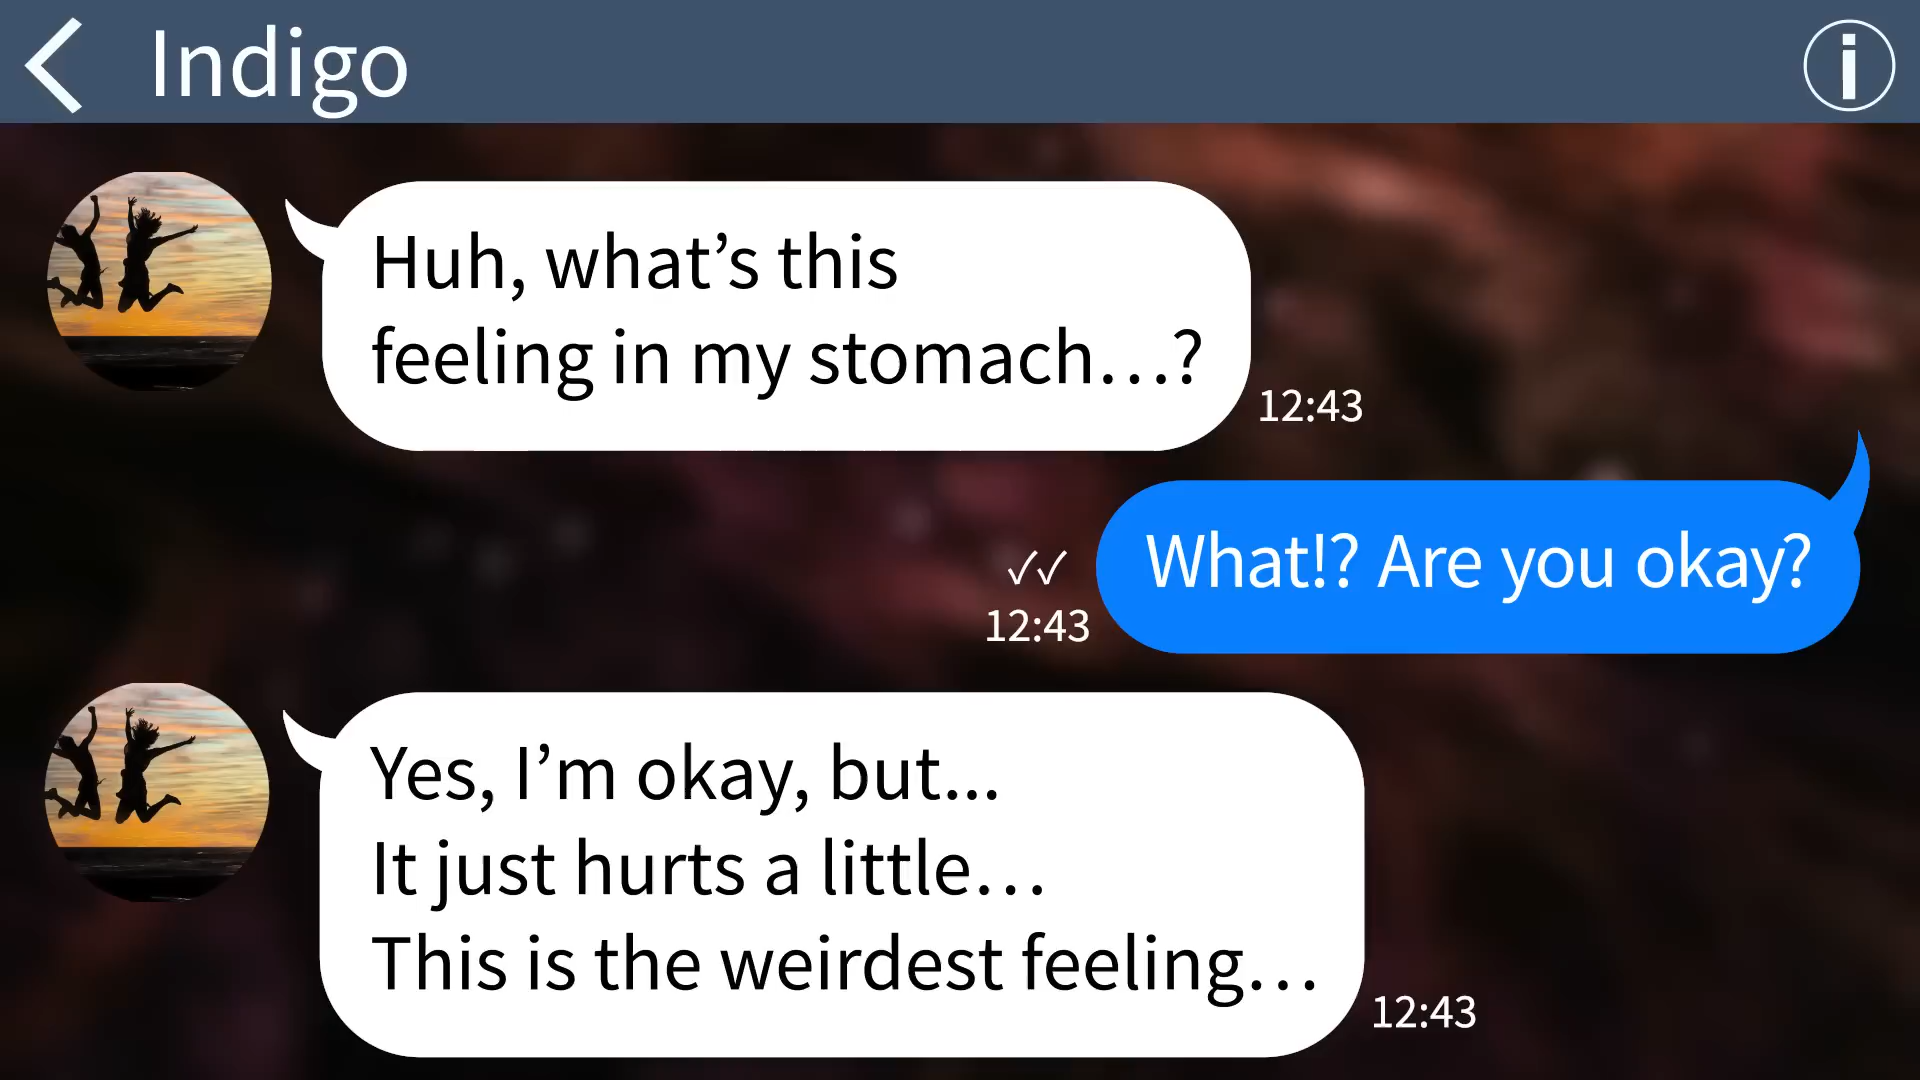 Indigo
Huh, what’s this
feeling in my stomach…?
12:43
What!? Are you okay?
✓✓
12:43
Yes, I’m okay, but...
It just hurts a little…
This is the weirdest feeling…
12:43